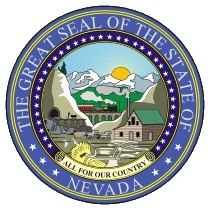 THE GREAT SEAL OF THE STATE OF
ALL FOR OUR COUNTRY
NEVADA